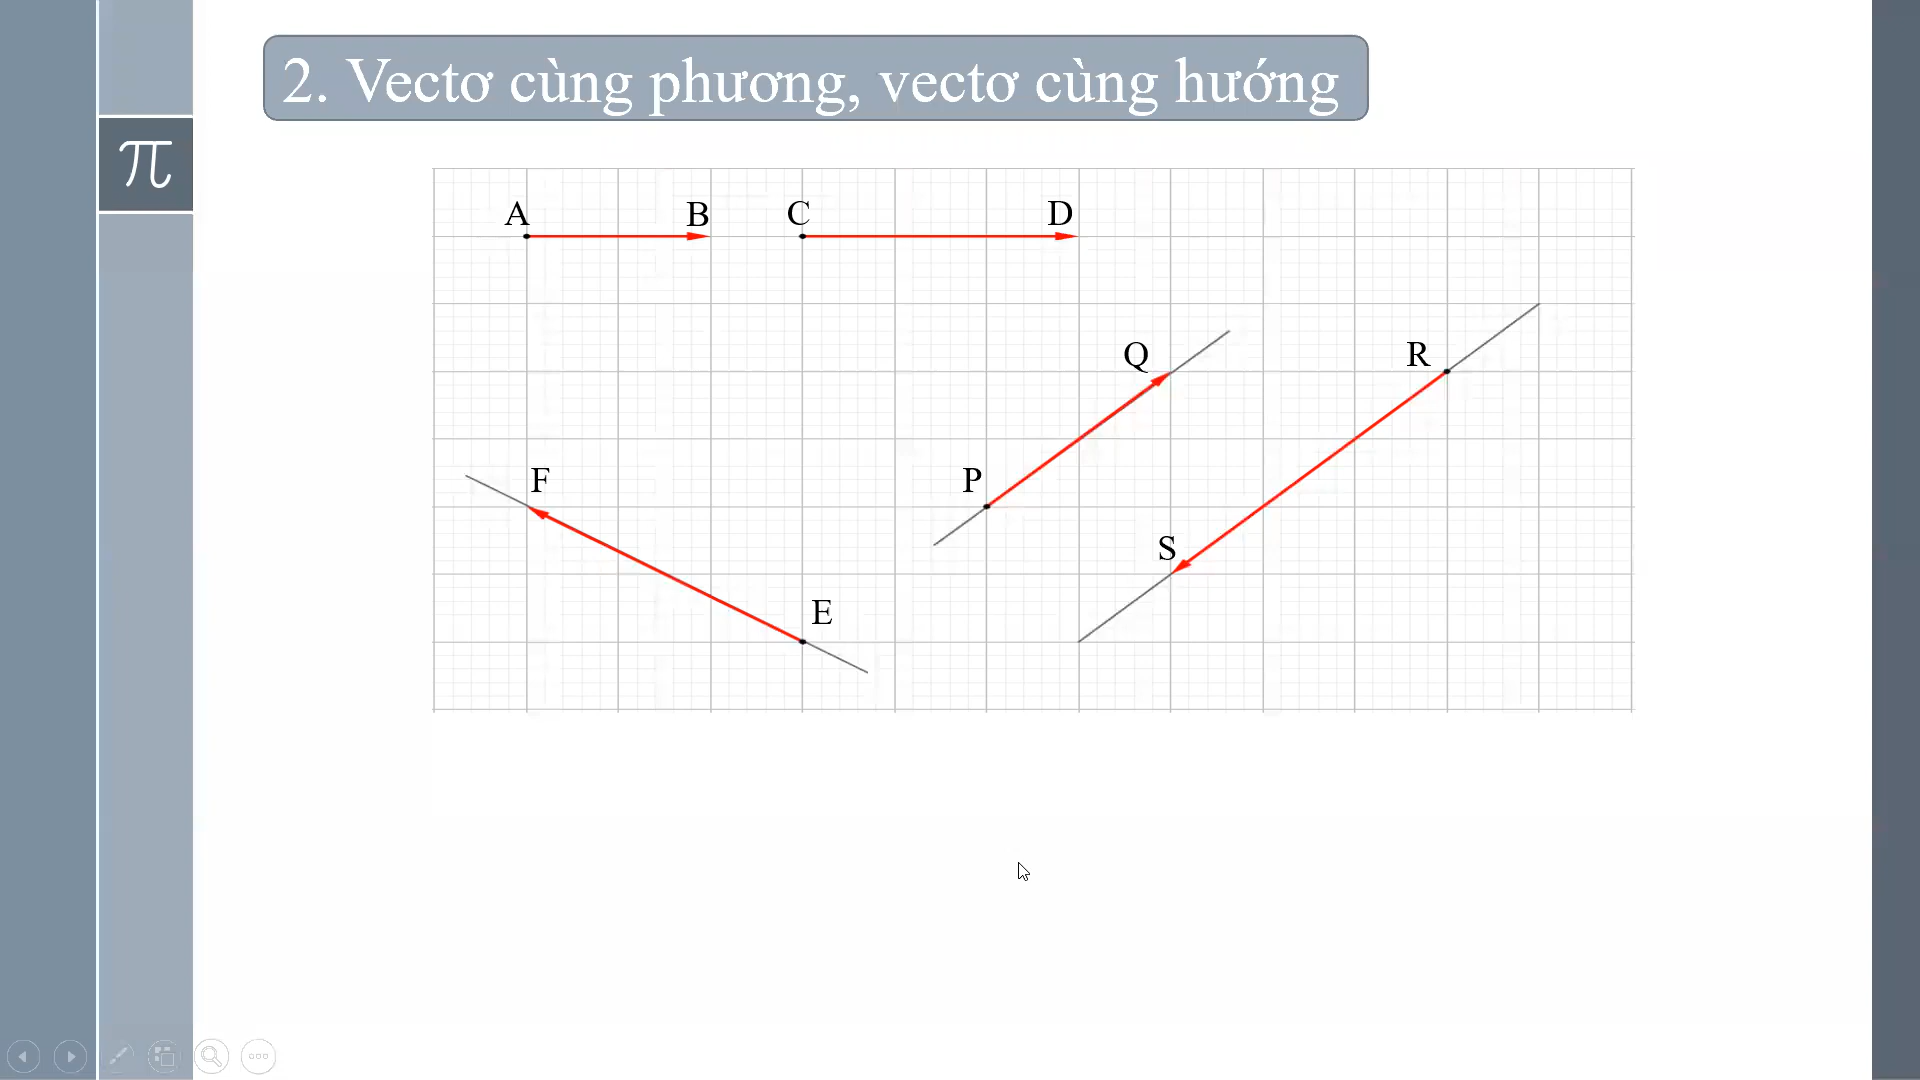 2. Vectơ cùng phương, vectơ cùng hướng
π
A B C D
Q R
F P
S
E